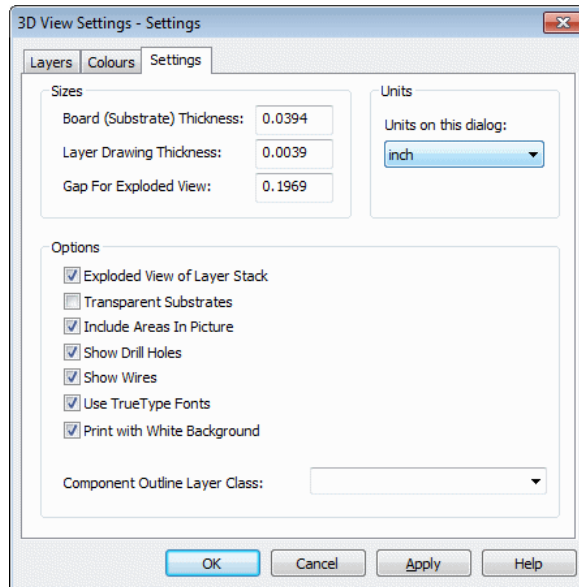 3D View Settings - Settings
Layers Colours Settings
Sizes
Board (Substrate) Thickness: 0.0394
Layer Drawing Thickness: 0.0039
Gap For Exploded View: 0.1969
Units
Units on this dialog:
inch
Options
Exploded View of Layer Stack
Transparent Substrates
Include Areas In Picture
Show Drill Holes
Show Wires
Use TrueType Fonts
Print with White Background
Component Outline Layer Class:
OK Cancel Apply Help